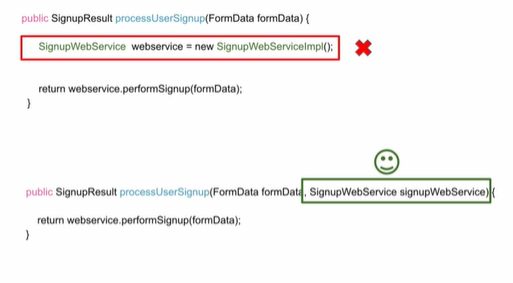 public SignupResult processUserSignup(FormData formData) {
SignupWebService webservice = new SignupWebServiceImpl();
return webservice.performSignup(formData);
}
public SignupResult processUserSignup(FormData formData, SignupWebService signupWebService) {
return webservice.performSignup(formData);
}